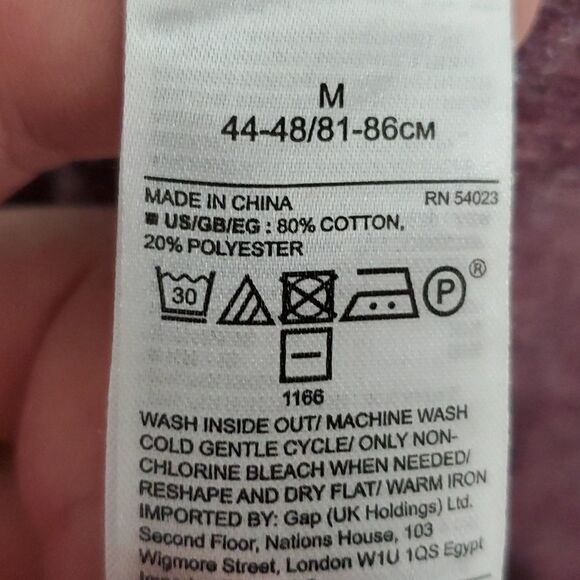 M
44-48/81-86CM
MADE IN CHINA RN 54023
US/GB/EG : 80% COTTON,
20% POLYESTER
30 P ®
1166
WASH INSIDE OUT/ MACHINE WASH
COLD GENTLE CYCLE/ ONLY NON-
CHLORINE BLEACH WHEN NEEDED/
RESHAPE AND DRY FLAT/ WARM IRON
IMPORTED BY: Gap (UK Holdings) Ltd.
Second Floor, Nations House, 103
Wigmore Street, London W1U 1QS Egypt